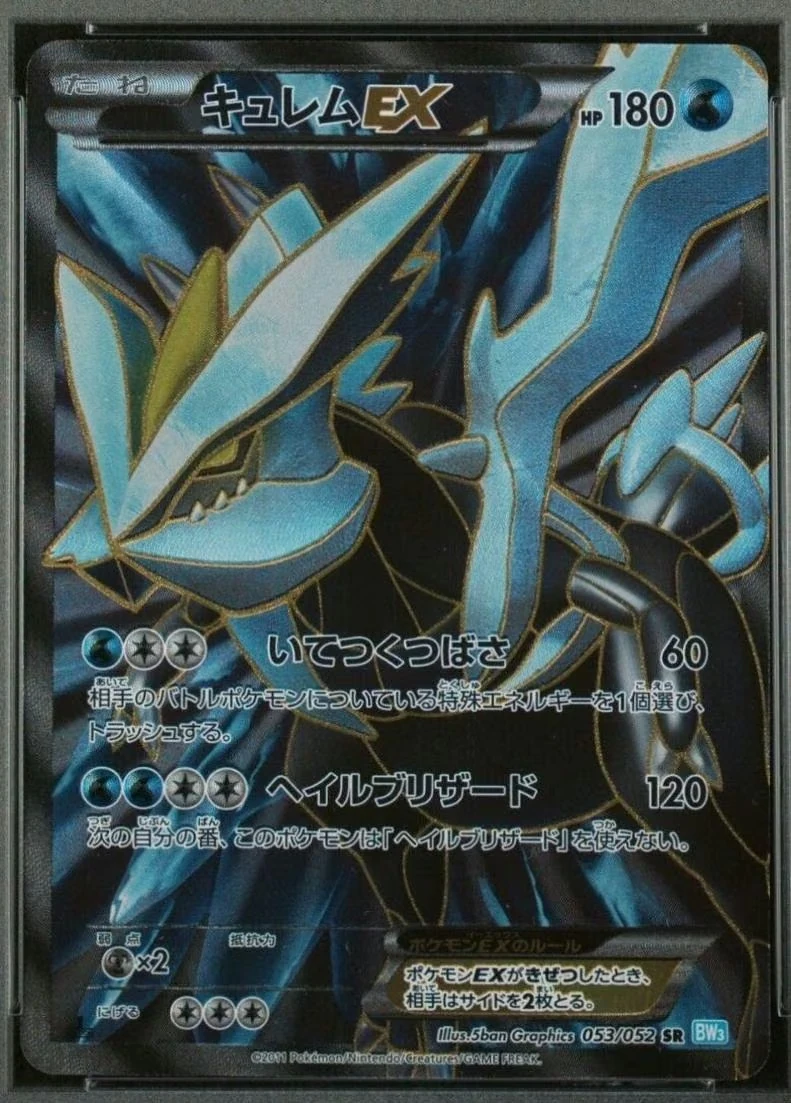 たね
キュレムEX
HP 180
いてつくつばさ 60
相手のバトルポケモンについている特殊エネルギーを1個選び、
トラッシュする。
ヘイルブリザード 120
次の自分の番、このポケモンは「ヘイルブリザード」を使えない。
弱点 抵抗力
×2
にげる
ポケモンEXのルール
ポケモンEXがきぜつしたとき、
相手はサイドを2枚とる。
Illus.5ban Graphics 053/052 SR BW3
©2011 Pokémon/Nintendo/Creatures/GAME FREAK.